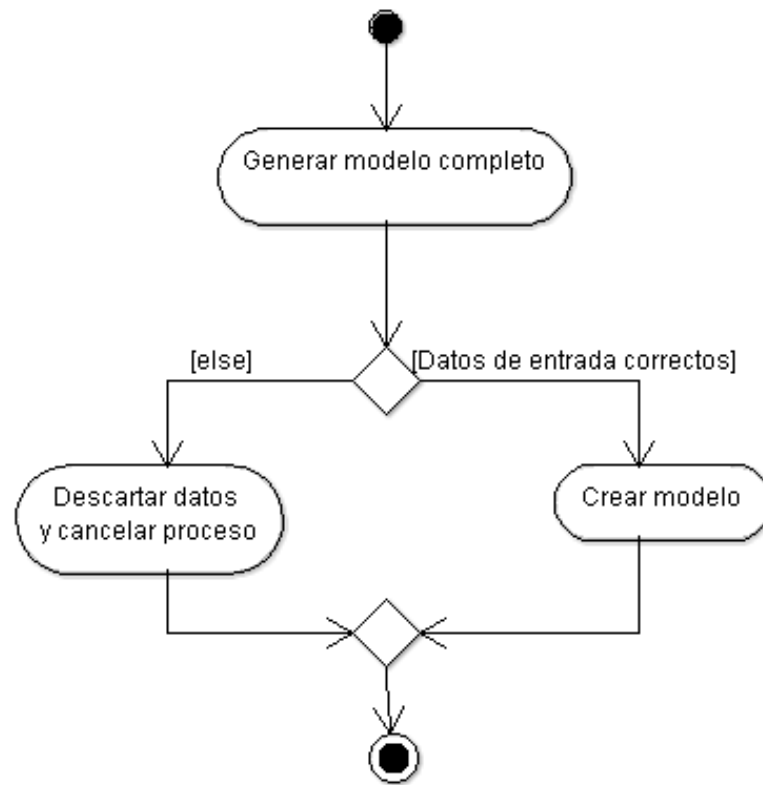 Generar modelo completo
[else]
[Datos de entrada correctos]
Descartar datos
y cancelar proceso
Crear modelo